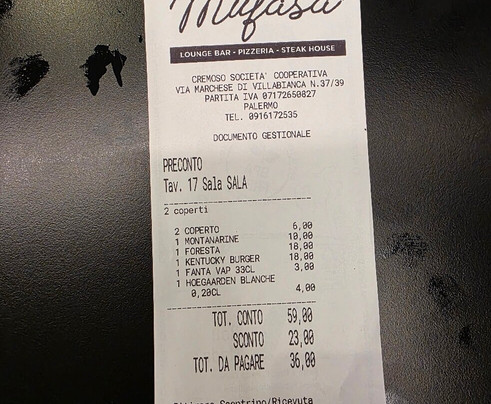 Mufasa
LOUNGE BAR - PIZZERIA - STEAK HOUSE
CREMOSO SOCIETA' COOPERATIVA
VIA MARCHESE DI VILLABIANCA N.37/39
PARTITA IVA 07172650827
PALERMO
TEL. 0916172535
DOCUMENTO GESTIONALE
PRECONTO
Tav. 17 Sala SALA
2 coperti
2 COPERTO 6,00
1 MONTANARINE 10,00
1 FORESTA 18,00
1 KENTUCKY BURGER 18,00
1 FANTA VAP 33CL 3,00
1 HOEGAARDEN BLANCHE
0,20CL 4,00
TOT. CONTO 59,00
SCONTO 23,00
TOT. DA PAGARE 36,00
Scontrino/Ricevuta